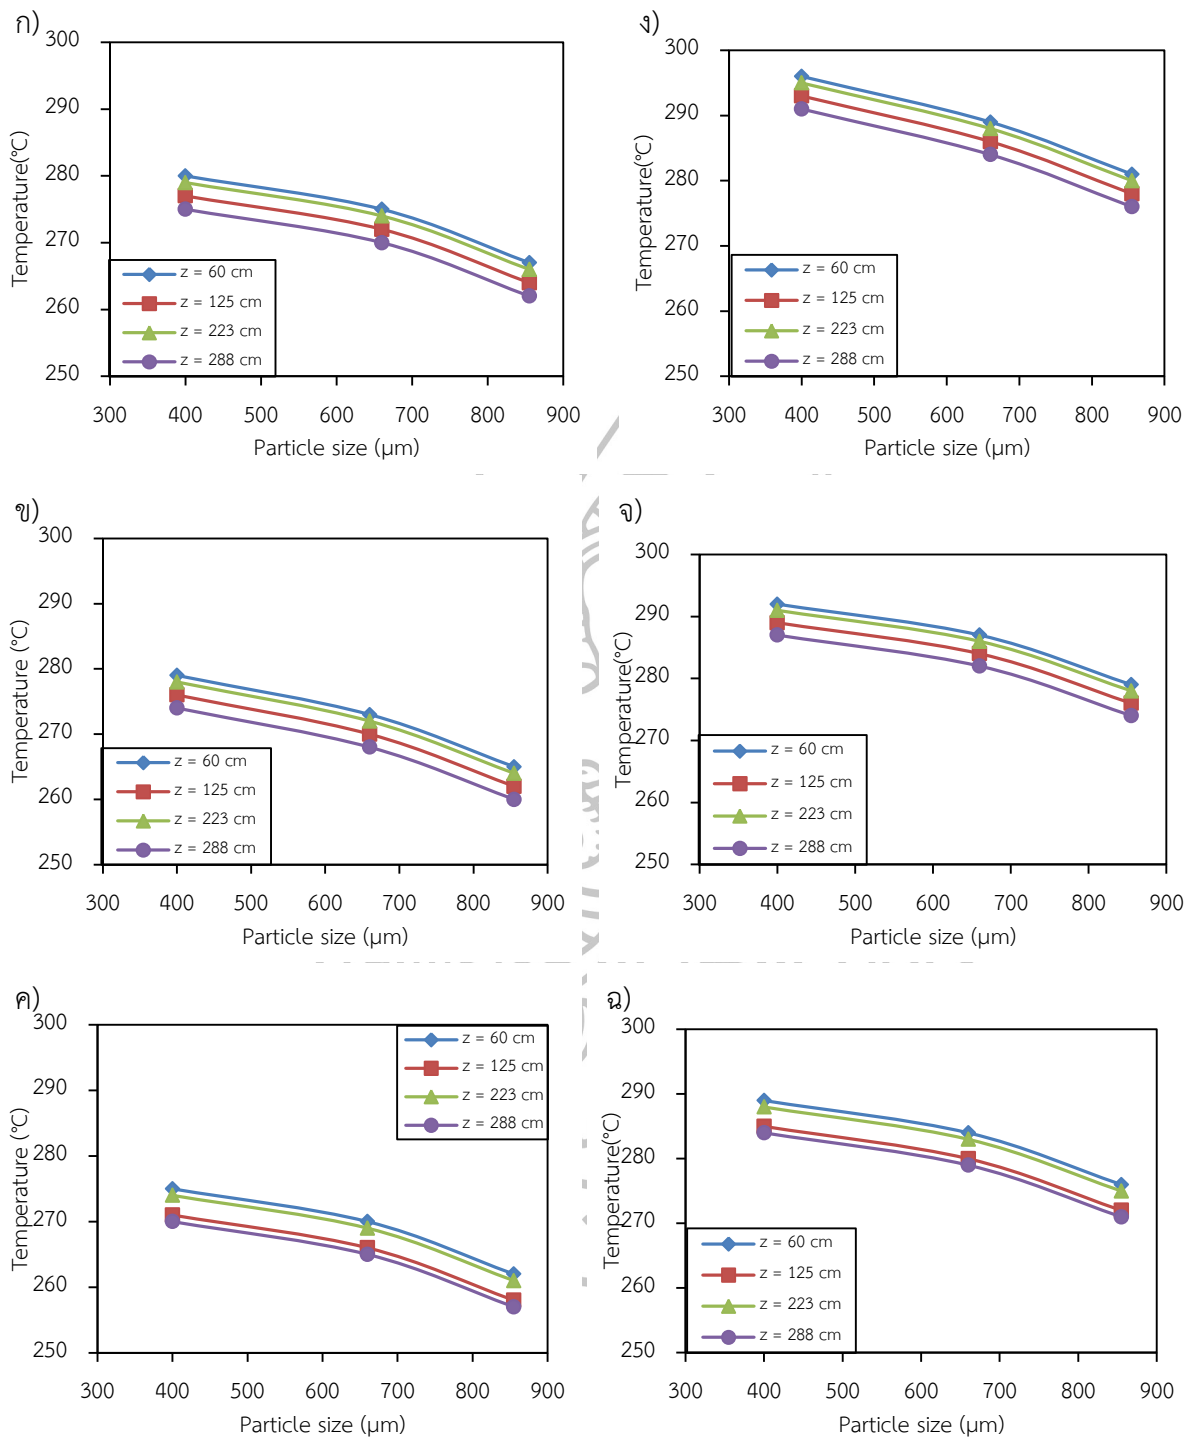 ก)
300
290
280
270
260
250
Temperature(°C)
z = 60 cm
z = 125 cm
z = 223 cm
z = 288 cm
300 400 500 600 700 800 900
Particle size (µm)
ง)
300
290
280
270
260
250
Temperature(°C)
z = 60 cm
z = 125 cm
z = 223 cm
z = 288 cm
300 400 500 600 700 800 900
Particle size (µm)
ข)
300
290
280
270
260
250
Temperature (°C)
z = 60 cm
z = 125 cm
z = 223 cm
z = 288 cm
300 400 500 600 700 800 900
Particle size (µm)
จ)
300
290
280
270
260
250
Temperature(°C)
z = 60 cm
z = 125 cm
z = 223 cm
z = 288 cm
300 400 500 600 700 800 900
Particle size (µm)
ค)
300
290
280
270
260
250
Temperature (°C)
z = 60 cm
z = 125 cm
z = 223 cm
z = 288 cm
300 400 500 600 700 800 900
Particle size (µm)
ฉ)
300
290
280
270
260
250
Temperature(°C)
z = 60 cm
z = 125 cm
z = 223 cm
z = 288 cm
300 400 500 600 700 800 900
Particle size (µm)